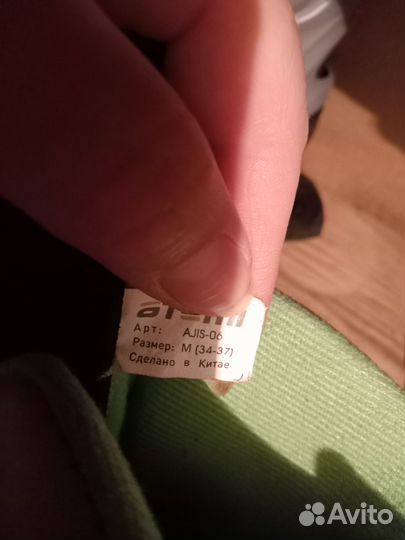 Арт: AJIS-06
Размер: M (34-37)
Сделано в Китае
Avito